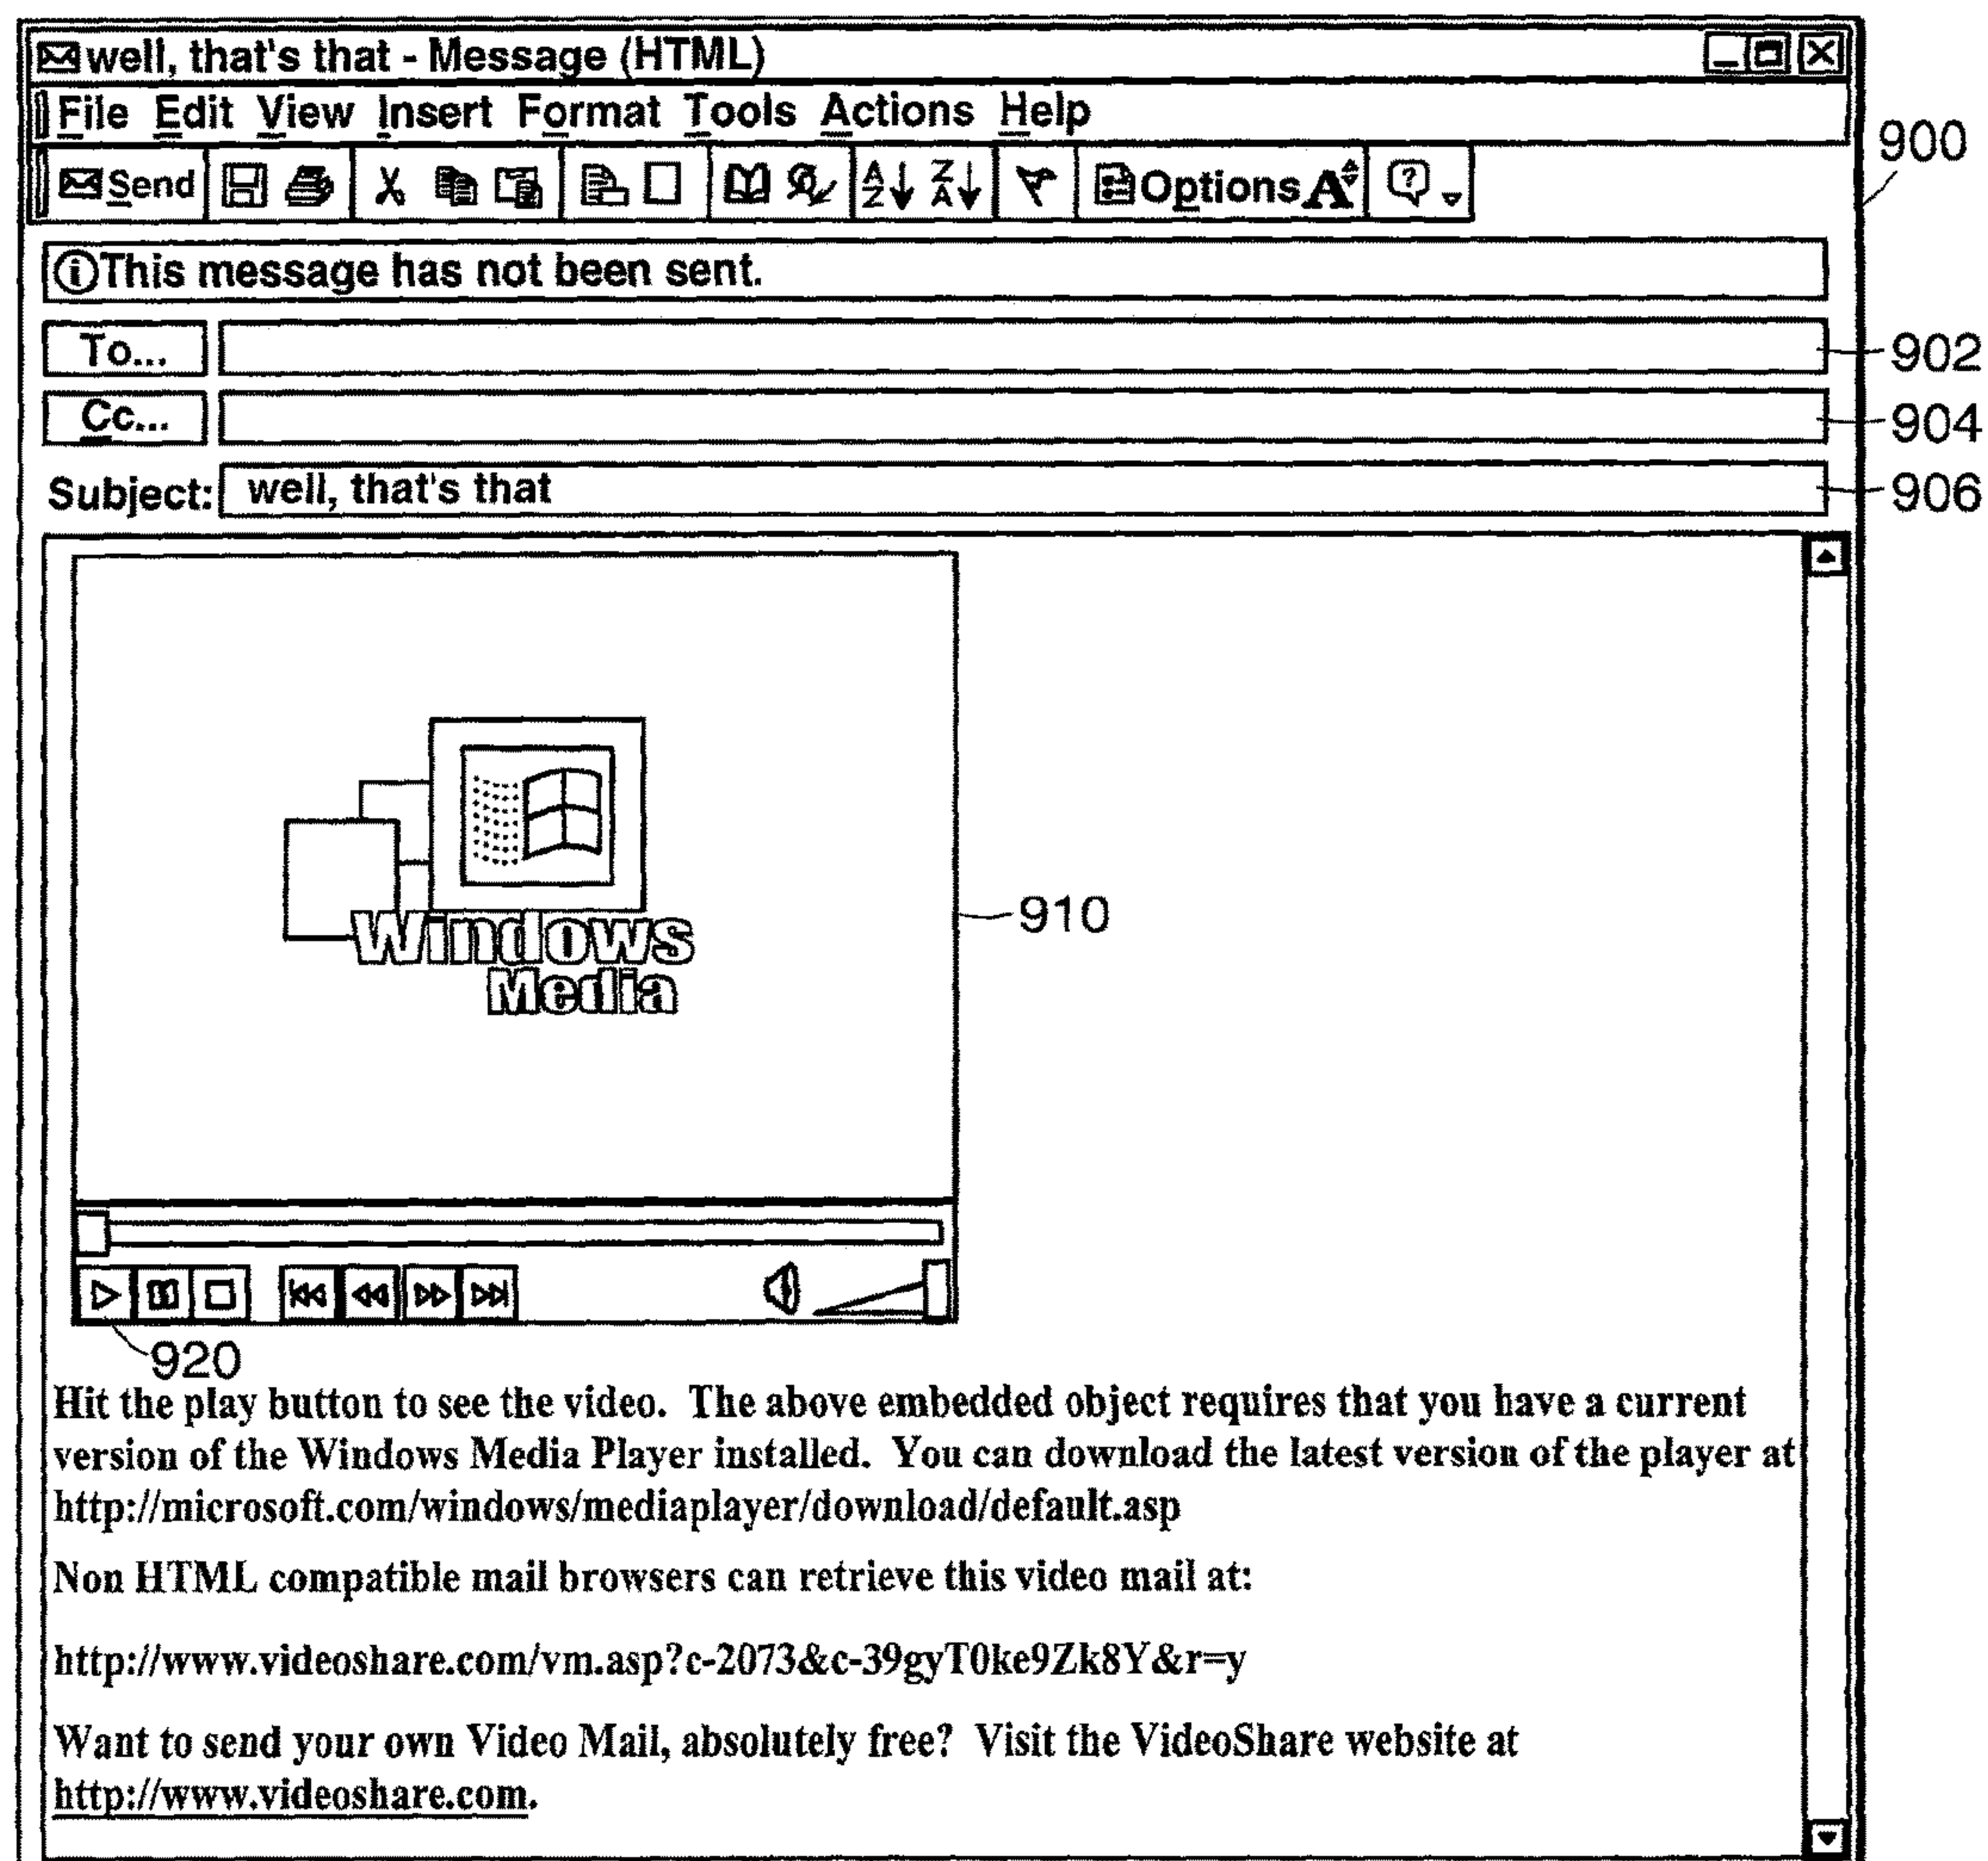 well, that's that - Message (HTML)
File Edit View Insert Format Tools Actions Help
900
Send
A
Z
Z
A
Options A
?
This message has not been sent.
To...
902
Cc...
904
Subject: well, that's that
906
Windows
Media
910
920
Hit the play button to see the video. The above embedded object requires that you have a current
version of the Windows Media Player installed. You can download the latest version of the player at
http://microsoft.com/windows/mediaplayer/download/default.asp
Non HTML compatible mail browsers can retrieve this video mail at:
http://www.videoshare.com/vm.asp?c-2073&c-39gyT0ke9Zk8Y&r=y
Want to send your own Video Mail, absolutely free? Visit the VideoShare website at
http://www.videoshare.com.